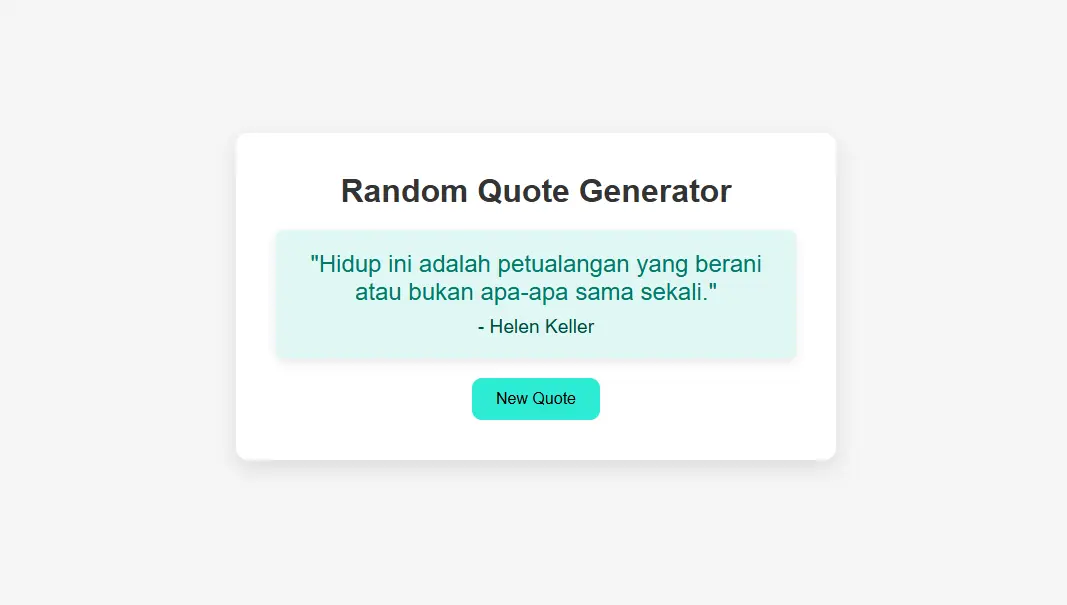 Random Quote Generator
"Hidup ini adalah petualangan yang berani
atau bukan apa-apa sama sekali."
- Helen Keller
New Quote